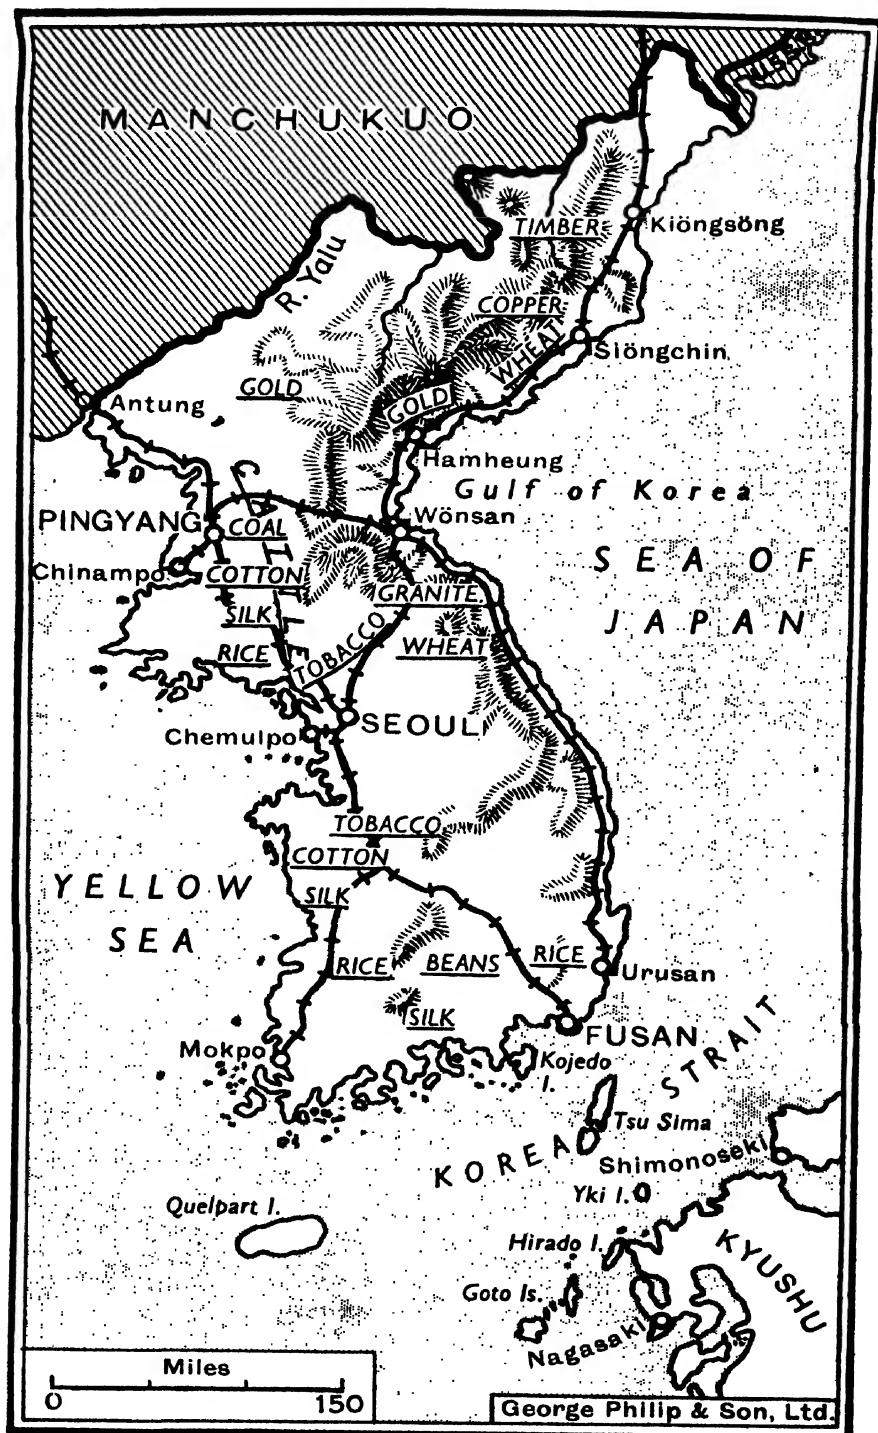 U.S.S.R.
MANCHUKUO
R. Yalu
TIMBER
Kiöngsöng
COPPER
WHEAT
Siöngchin
GOLD
GOLD
Antung
Hamheung
Gulf of Korea
Wönsan
PINGYANG
COAL
CATTLE
SEA OF
JAPAN
Chinampo
COTTON
GRANITE
SILK
TOBACCO
WHEAT
RICE
SEOUL
Chemulpo
TOBACCO
COTTON
YELLOW
SEA
SILK
RICE
BEANS
RICE
Urusan
SILK
FUSAN
Mokpo
Kojedo
I.
KOREA STRAIT
Tsu Sima
Shimonoseki
Yki I.
Quelpart I.
Hirado I.
KYUSHU
Goto Is.
Nagasaki
Miles
0 150
George Philip & Son, Ltd.